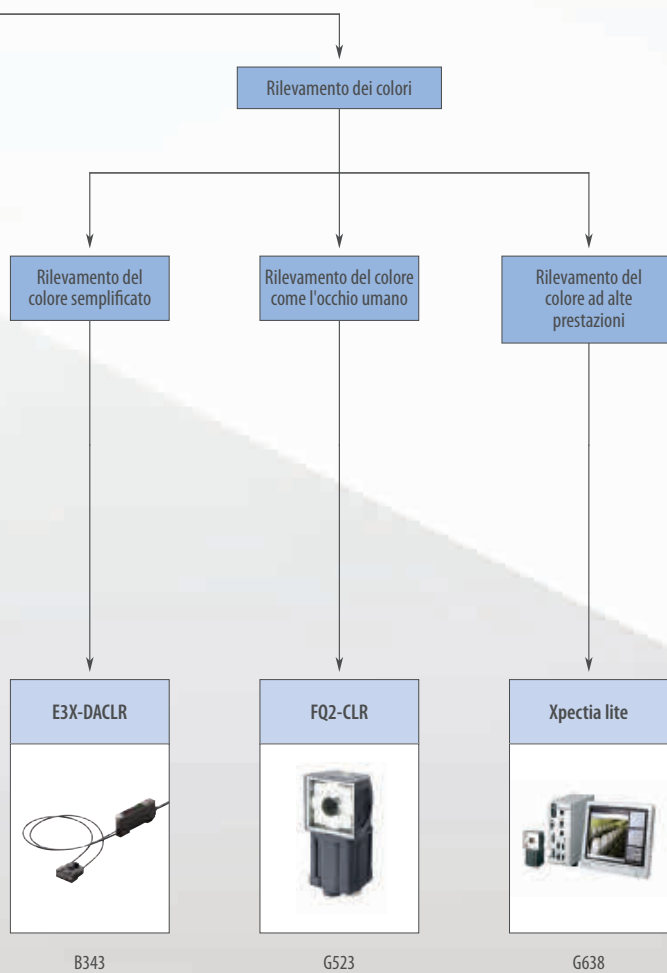 Rilevamento dei colori
Rilevamento del
colore semplificato
Rilevamento del colore
come l'occhio umano
Rilevamento del
colore ad alte
prestazioni
E3X-DACLR
FQ2-CLR
Xpectia lite
B343
G523
G638